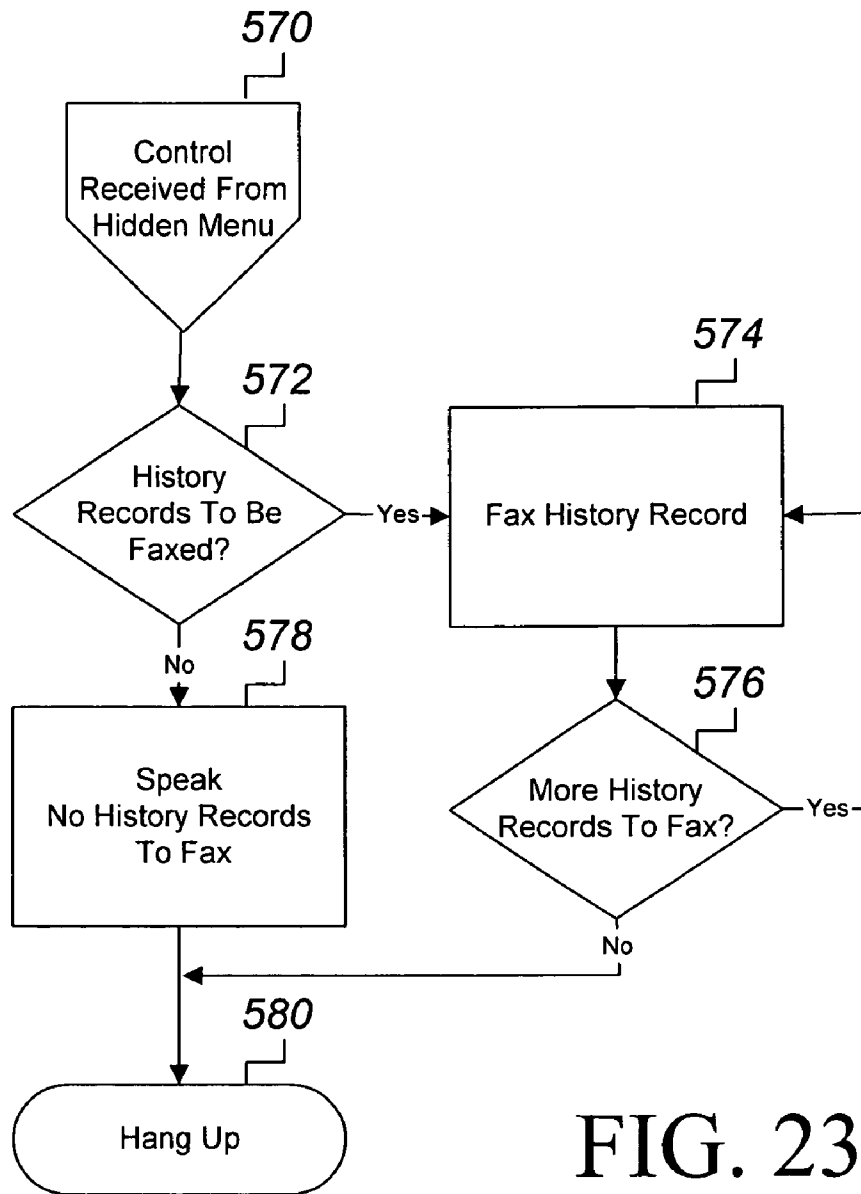 570
Control
Received From
Hidden Menu
572
History
Records To Be
Faxed?
Yes
574
Fax History Record
No
578
Speak
No History Records
To Fax
576
More History
Records To Fax?
Yes
No
580
Hang Up
FIG. 23